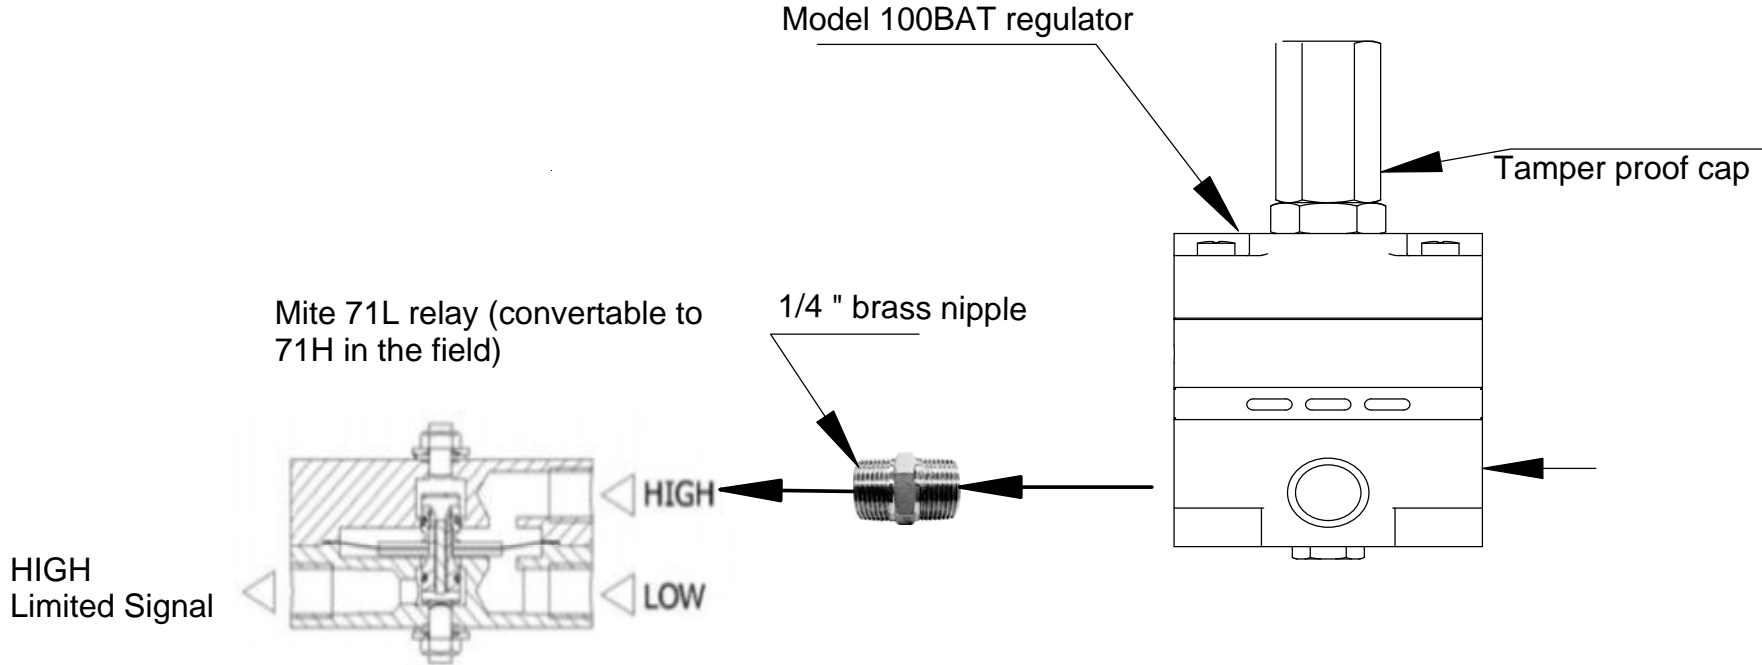 Model 100BAT regulator
Tamper proof cap
Mite 71L relay (convertable to
71H in the field)
1/4 " brass nipple
HIGH
HIGH
Limited Signal
LOW